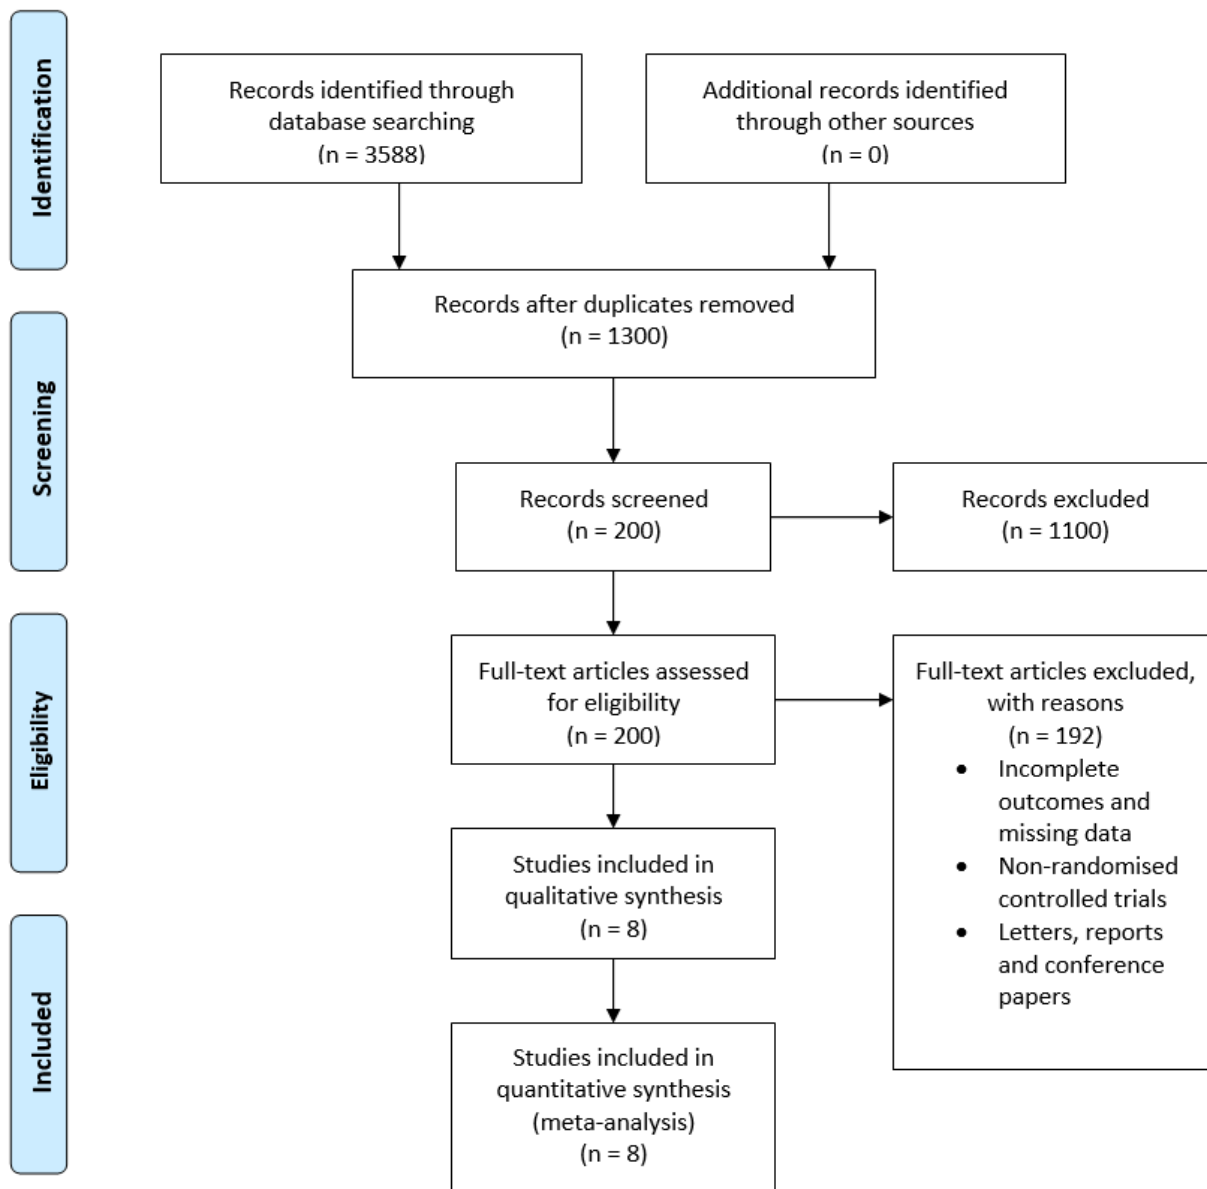 Identification
Records identified through
database searching
(n = 3588)
Additional records identified
through other sources
(n = 0)
Records after duplicates removed
(n = 1300)
Screening
Records screened
(n = 200)
Records excluded
(n = 1100)
Eligibility
Full-text articles assessed
for eligibility
(n = 200)
Full-text articles excluded,
with reasons
(n = 192)
• Incomplete
outcomes and
missing data
• Non-randomised
controlled trials
• Letters, reports
and conference
papers
Studies included in
qualitative synthesis
(n = 8)
Included
Studies included in
quantitative synthesis
(meta-analysis)
(n = 8)